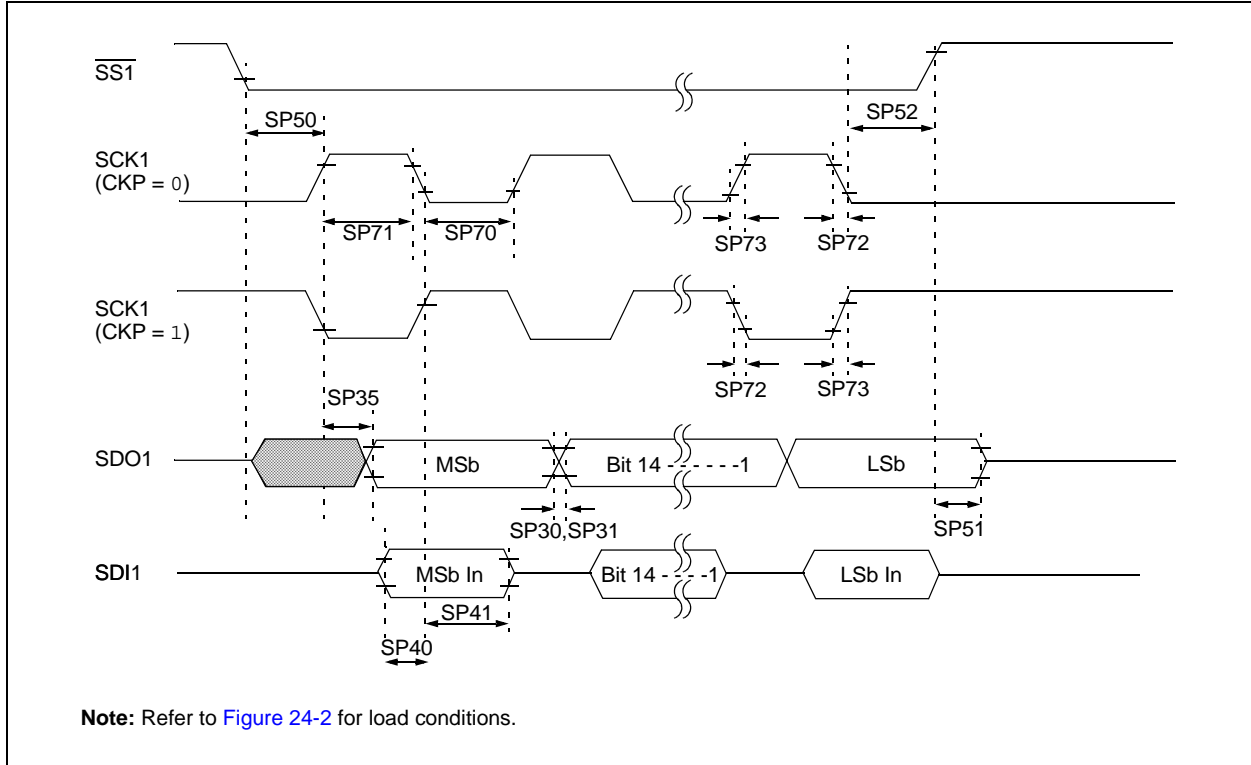 SS1
SP50
SP52
SCK1
(CKP = 0)
SP71
SP70
SP73
SP72
SCK1
(CKP = 1)
SP72
SP73
SP35
SDO1
MSb
Bit 14 - - - - - -1
LSb
SP30,SP31
SP51
SDI1
MSb In
Bit 14 - - - - -1
LSb In
SP41
SP40
Note: Refer to Figure 24-2 for load conditions.